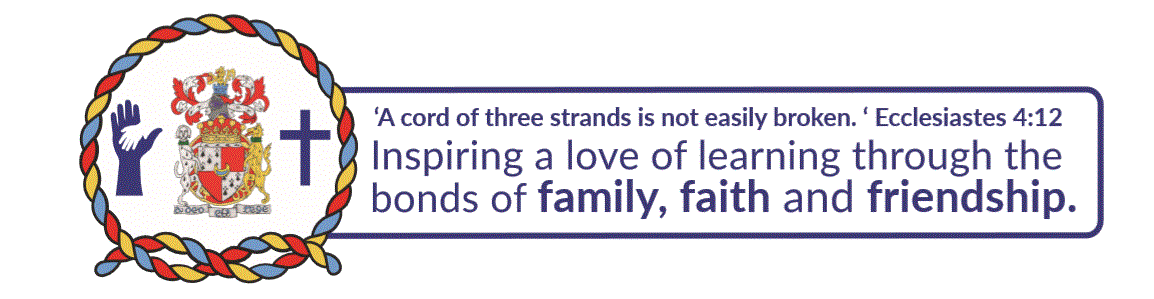 ‘A cord of three strands is not easily broken. ‘ Ecclesiastes 4:12
Inspiring a love of learning through the
bonds of family, faith and friendship.